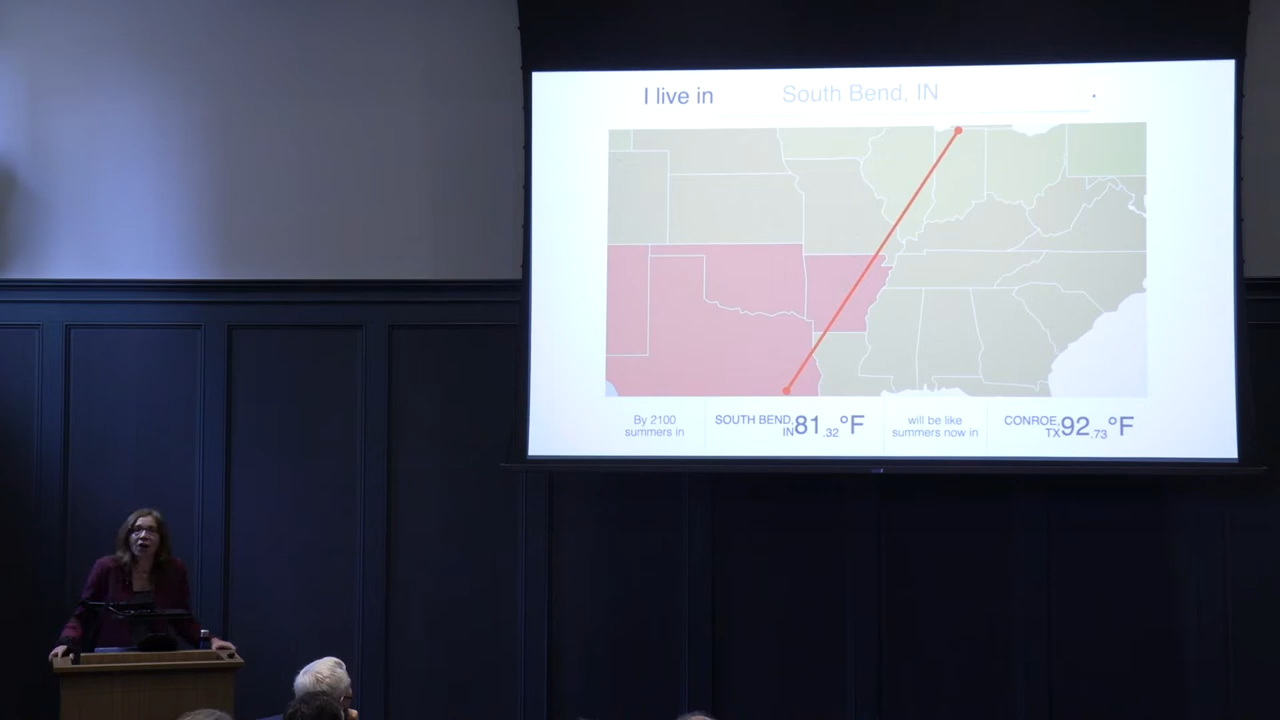 I live in South Bend, IN .
By 2100
summers in
SOUTH BEND,
IN 81.32°F
will be like
summers now in
CONROE,
TX 92.73°F